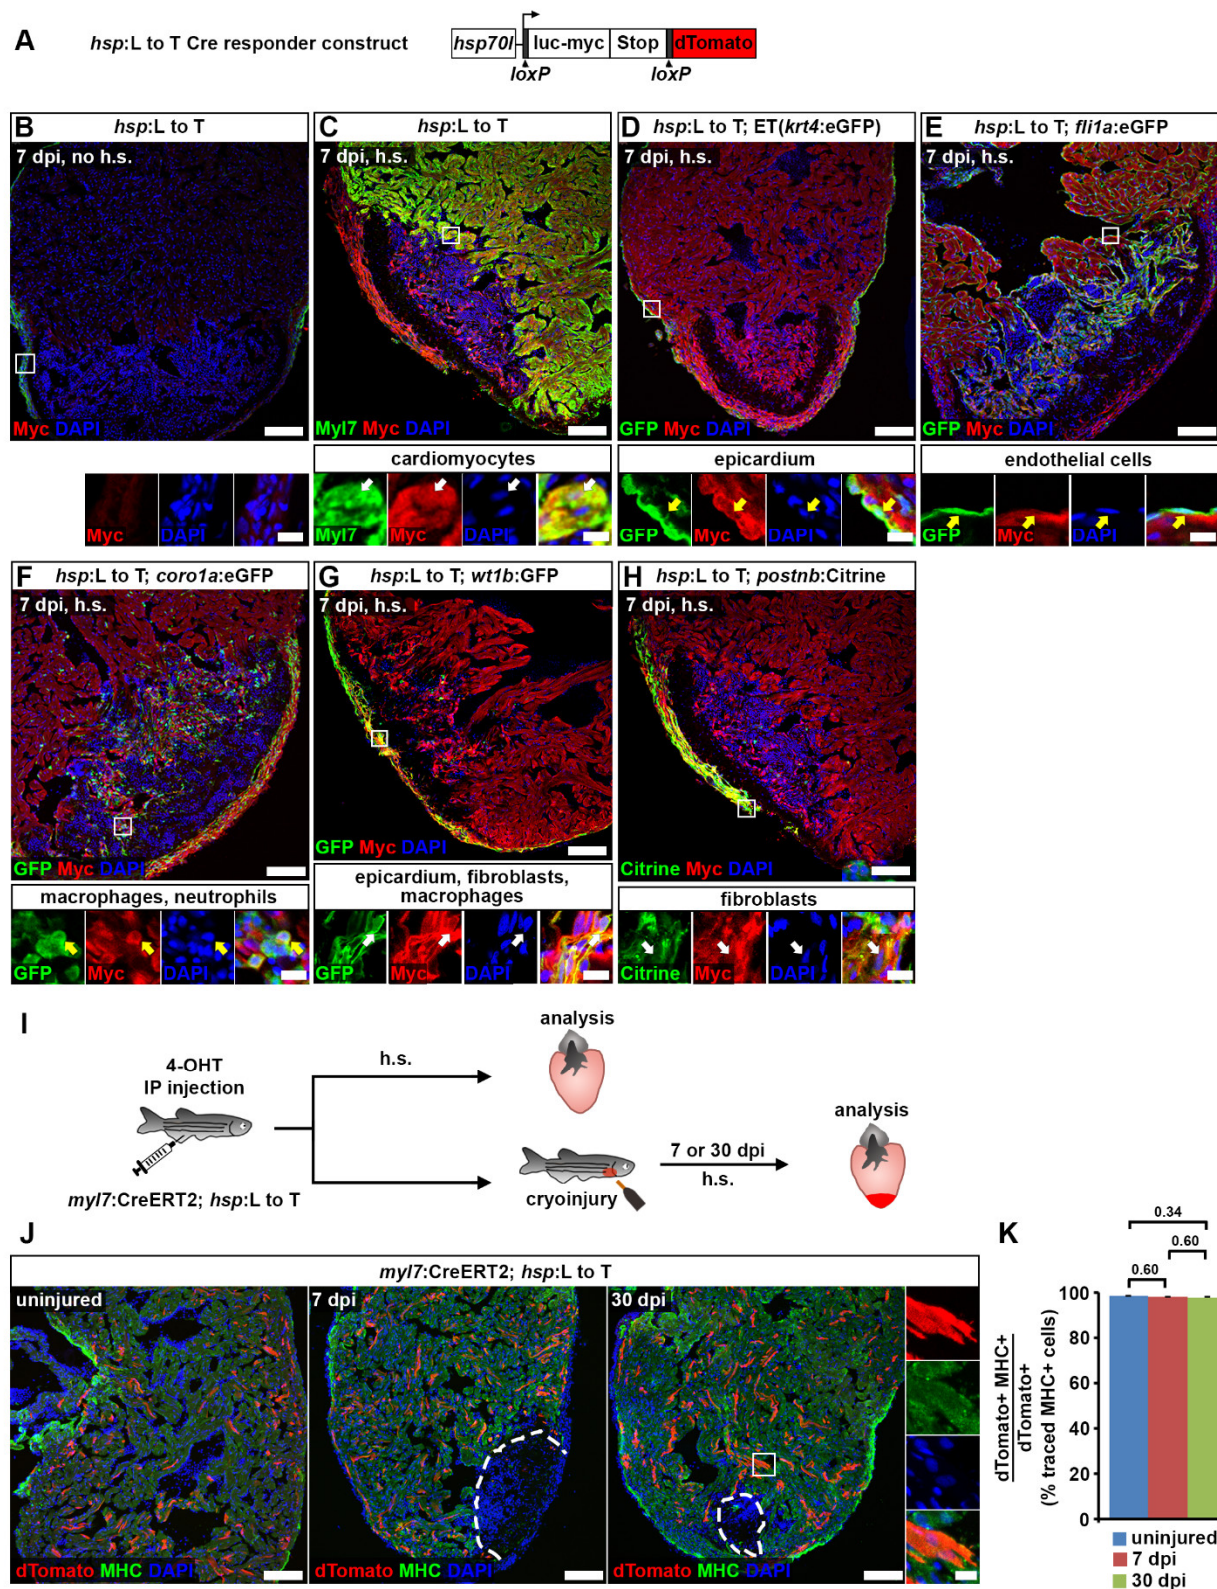 A
hsp:L to T Cre responder construct
hsp70l
luc-myc
Stop
dTomato
loxP
loxP
B
hsp:L to T
7 dpi, no h.s.
Myc DAPI
Myc
DAPI
C
hsp:L to T
7 dpi, h.s.
Myl7 Myc DAPI
cardiomyocytes
Myl7
Myc
DAPI
D
hsp:L to T; ET(krt4:eGFP)
7 dpi, h.s.
GFP Myc DAPI
epicardium
GFP
Myc
DAPI
E
hsp:L to T; fli1a:eGFP
7 dpi, h.s.
GFP Myc DAPI
endothelial cells
GFP
Myc
DAPI
F
hsp:L to T; coro1a:eGFP
7 dpi, h.s.
GFP Myc DAPI
macrophages, neutrophils
GFP
Myc
DAPI
G
hsp:L to T; wt1b:GFP
7 dpi, h.s.
GFP Myc DAPI
epicardium, fibroblasts,
macrophages
GFP
Myc
DAPI
H
hsp:L to T; postnb:Citrine
7 dpi, h.s.
Citrine Myc DAPI
fibroblasts
Citrine
Myc
DAPI
I
4-OHT
IP injection
myl7:CreERT2; hsp:L to T
h.s.
analysis
cryoinjury
7 or 30 dpi
h.s.
analysis
J
myl7:CreERT2; hsp:L to T
uninjured
dTomato MHC DAPI
7 dpi
dTomato MHC DAPI
30 dpi
dTomato MHC DAPI
K
0.34
0.60
0.60
dTomato+ MHC+
dTomato+
(% traced MHC+ cells)
100
80
60
40
20
0
uninjured
7 dpi
30 dpi